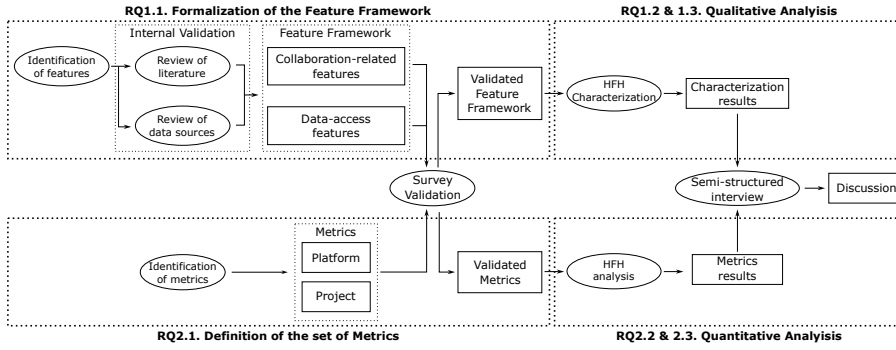 RQ1.1. Formalization of the Feature Framework
RQ1.2 & 1.3. Qualitative Analyisis
Internal Validation
Feature Framework
Identification
of features
Review of
literature
Review of
data sources
Collaboration-related
features
Data-access
features
Validated
Feature
Framework
HFH
Characterization
Characterization
results
Survey
Validation
Semi-structured
interview
Discussion
Metrics
Identification
of metrics
Platform
Project
Validated
Metrics
HFH
analysis
Metrics
results
RQ2.1. Definition of the set of Metrics
RQ2.2 & 2.3. Quantitative Analyisis